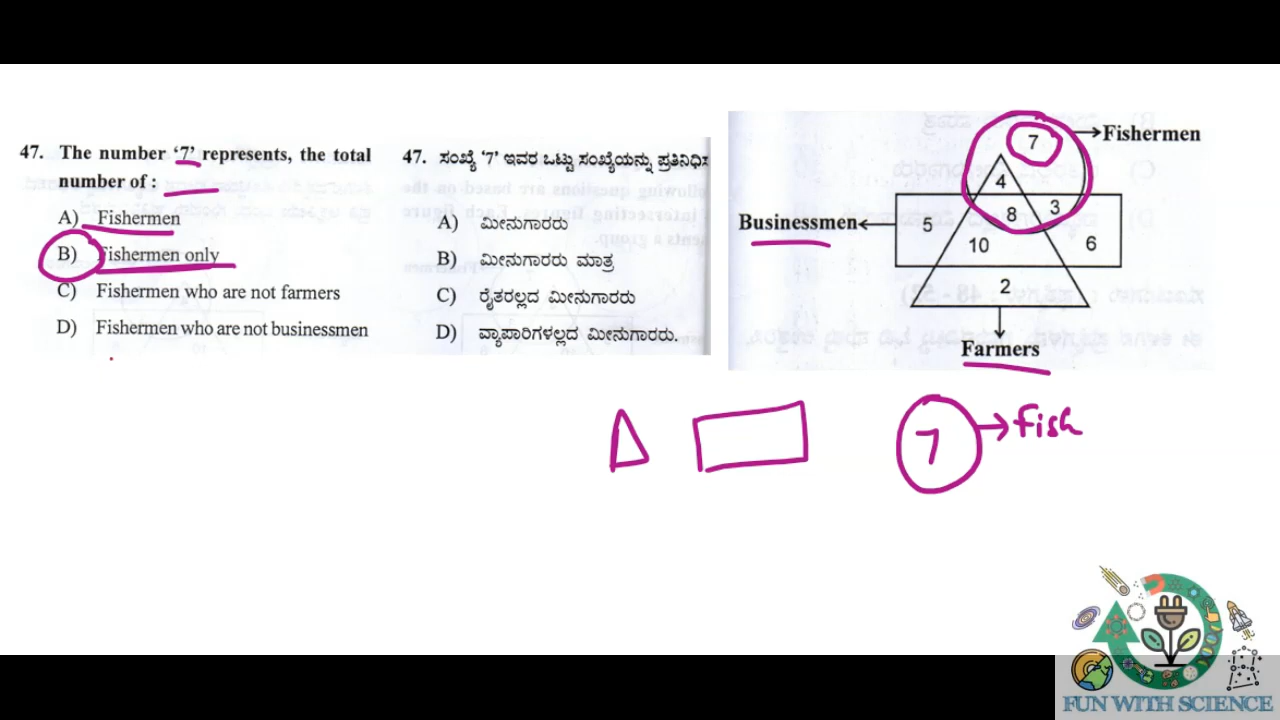 47. The number ‘7’ represents, the total
number of :
A) Fishermen
B) Fishermen only
C) Fishermen who are not farmers
D) Fishermen who are not businessmen
47. ಸಂಖ್ಯೆ ‘7’ ಇವರ ಒಟ್ಟು ಸಂಖ್ಯೆಯನ್ನು ಪ್ರತಿನಿಧಿಸ
A) ಮೀನುಗಾರರು
B) ಮೀನುಗಾರರು ಮಾತ್ರ
C) ರೈತರಲ್ಲದ ಮೀನುಗಾರರು
D) ವ್ಯಾಪಾರಿಗಳಲ್ಲದ ಮೀನುಗಾರರು.
7
Fishermen
4
8
3
Businessmen
5
10
6
2
Farmers
7
fish
FUN WITH SCIENCE